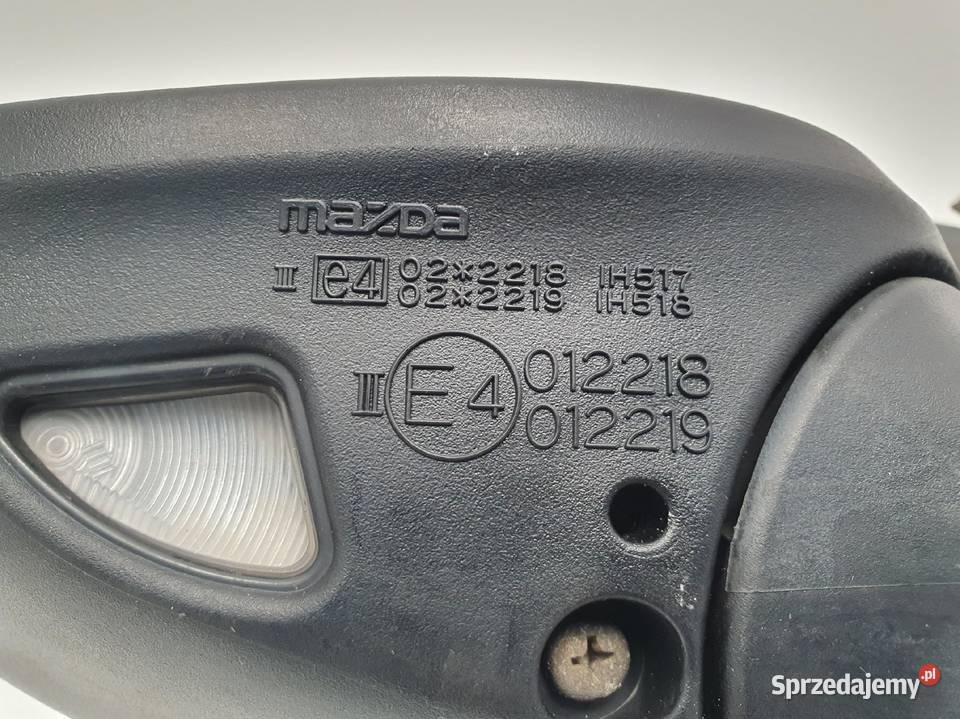 mazda
III e4 02*2218 IH517
02*2219 IH518
III E4 012218
012219
Sprzedajemy.pl